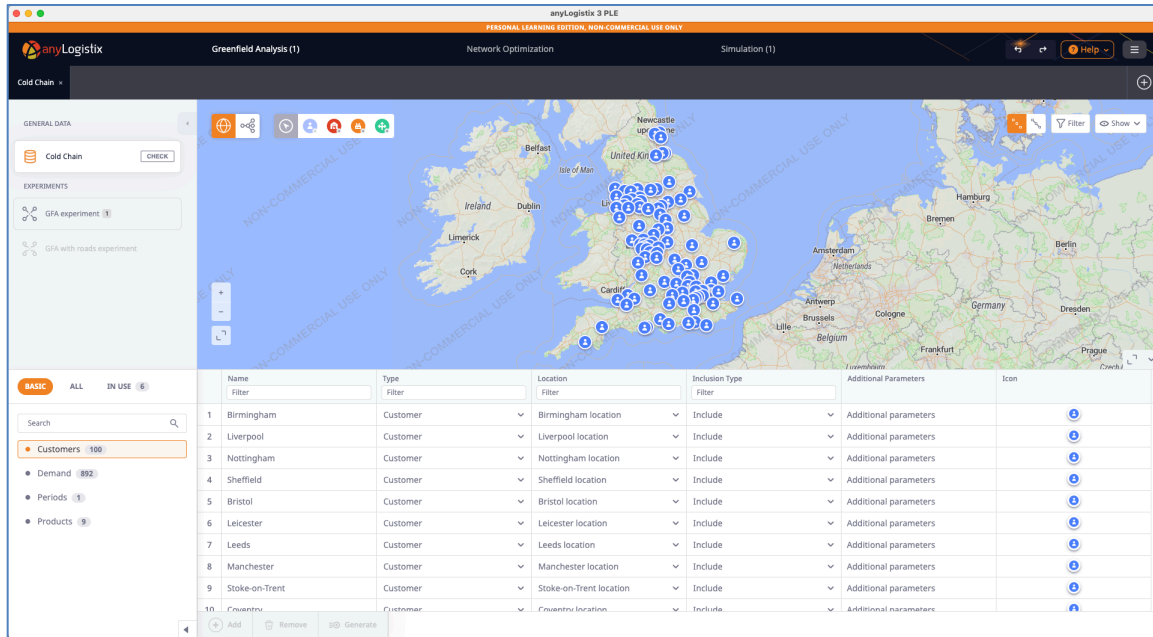 anyLogistix 3 PLE
PERSONAL LEARNING EDITION, NON-COMMERCIAL USE ONLY
anyLogistix
Greenfield Analysis (1)
Network Optimization
Simulation (1)
Help
Cold Chain ×
GENERAL DATA
Cold Chain
CHECK
EXPERIMENTS
GFA experiment 1
GFA with roads experiment
Filter
Show
Newcastle
Belfast
United Kin
Isle of Man
Ireland
Dublin
Limerick
Cork
Cardiff
Hamburg
Bremen
Berlin
Amsterdam
Netherlands
Antwerp
Brussels
Cologne
Germany
Dresden
Lille
Belgium
Frankfurt
Prague
Luxembourg
NON-COMMERCIAL USE ONLY
BASIC
ALL
IN USE 6
Search
Customers 100
Demand 892
Periods 1
Products 9
Name Type Location Inclusion Type Additional Parameters Icon
Filter Filter Filter Filter
1 Birmingham Customer Birmingham location Include Additional parameters
2 Liverpool Customer Liverpool location Include Additional parameters
3 Nottingham Customer Nottingham location Include Additional parameters
4 Sheffield Customer Sheffield location Include Additional parameters
5 Bristol Customer Bristol location Include Additional parameters
6 Leicester Customer Leicester location Include Additional parameters
7 Leeds Customer Leeds location Include Additional parameters
8 Manchester Customer Manchester location Include Additional parameters
9 Stoke-on-Trent Customer Stoke-on-Trent location Include Additional parameters
10 Coventry Customer Coventry location Include Additional parameters
Add Remove Generate